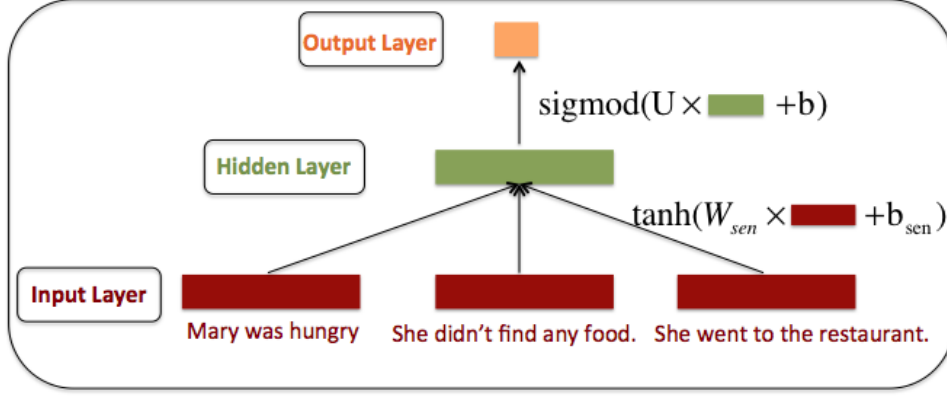 Output Layer
sigmod(U × +b)
Hidden Layer
tanh(W_sen × +b_sen)
Input Layer
Mary was hungry
She didn't find any food.
She went to the restaurant.